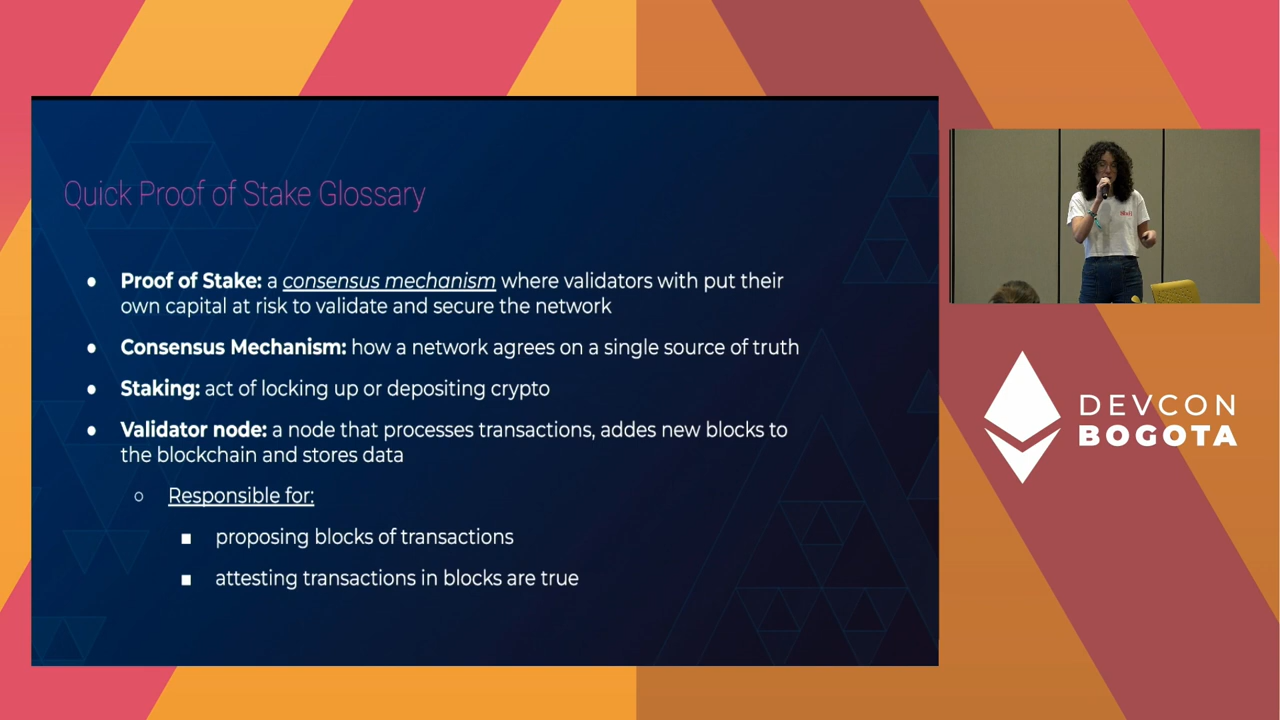 Quick Proof of Stake Glossary
● Proof of Stake: a consensus mechanism where validators with put their
own capital at risk to validate and secure the network
● Consensus Mechanism: how a network agrees on a single source of truth
● Staking: act of locking up or depositing crypto
● Validator node: a node that processes transactions, addes new blocks to
the blockchain and stores data
○ Responsible for:
■ proposing blocks of transactions
■ attesting transactions in blocks are true
DEVCON
BOGOTA